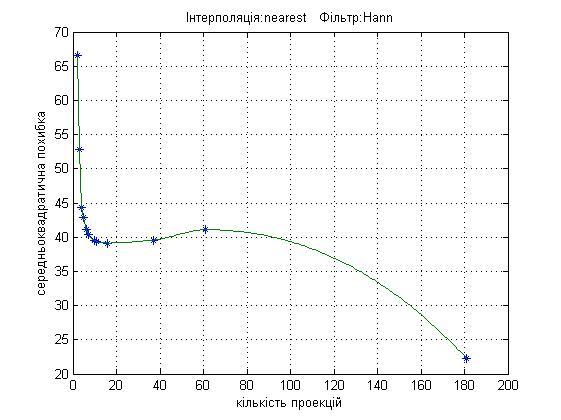 Інтерполяція:nearest Фільтр:Hann
70
65
60
55
50
45
40
35
30
25
20
середньоквадратична похибка
0 20 40 60 80 100 120 140 160 180 200
кількість проекцій